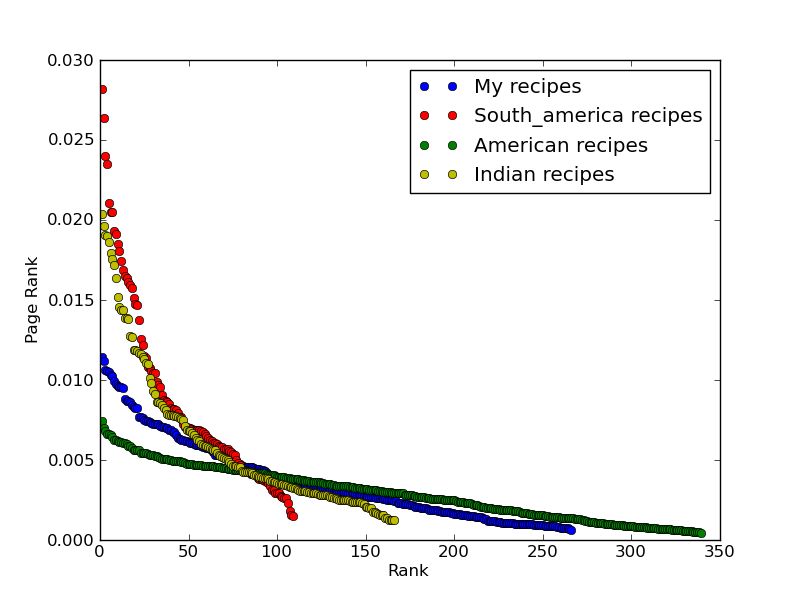 0.030
0.025
0.020
0.015
0.010
0.005
0.000
Page Rank
My recipes
South_america recipes
American recipes
Indian recipes
0 50 100 150 200 250 300 350
Rank